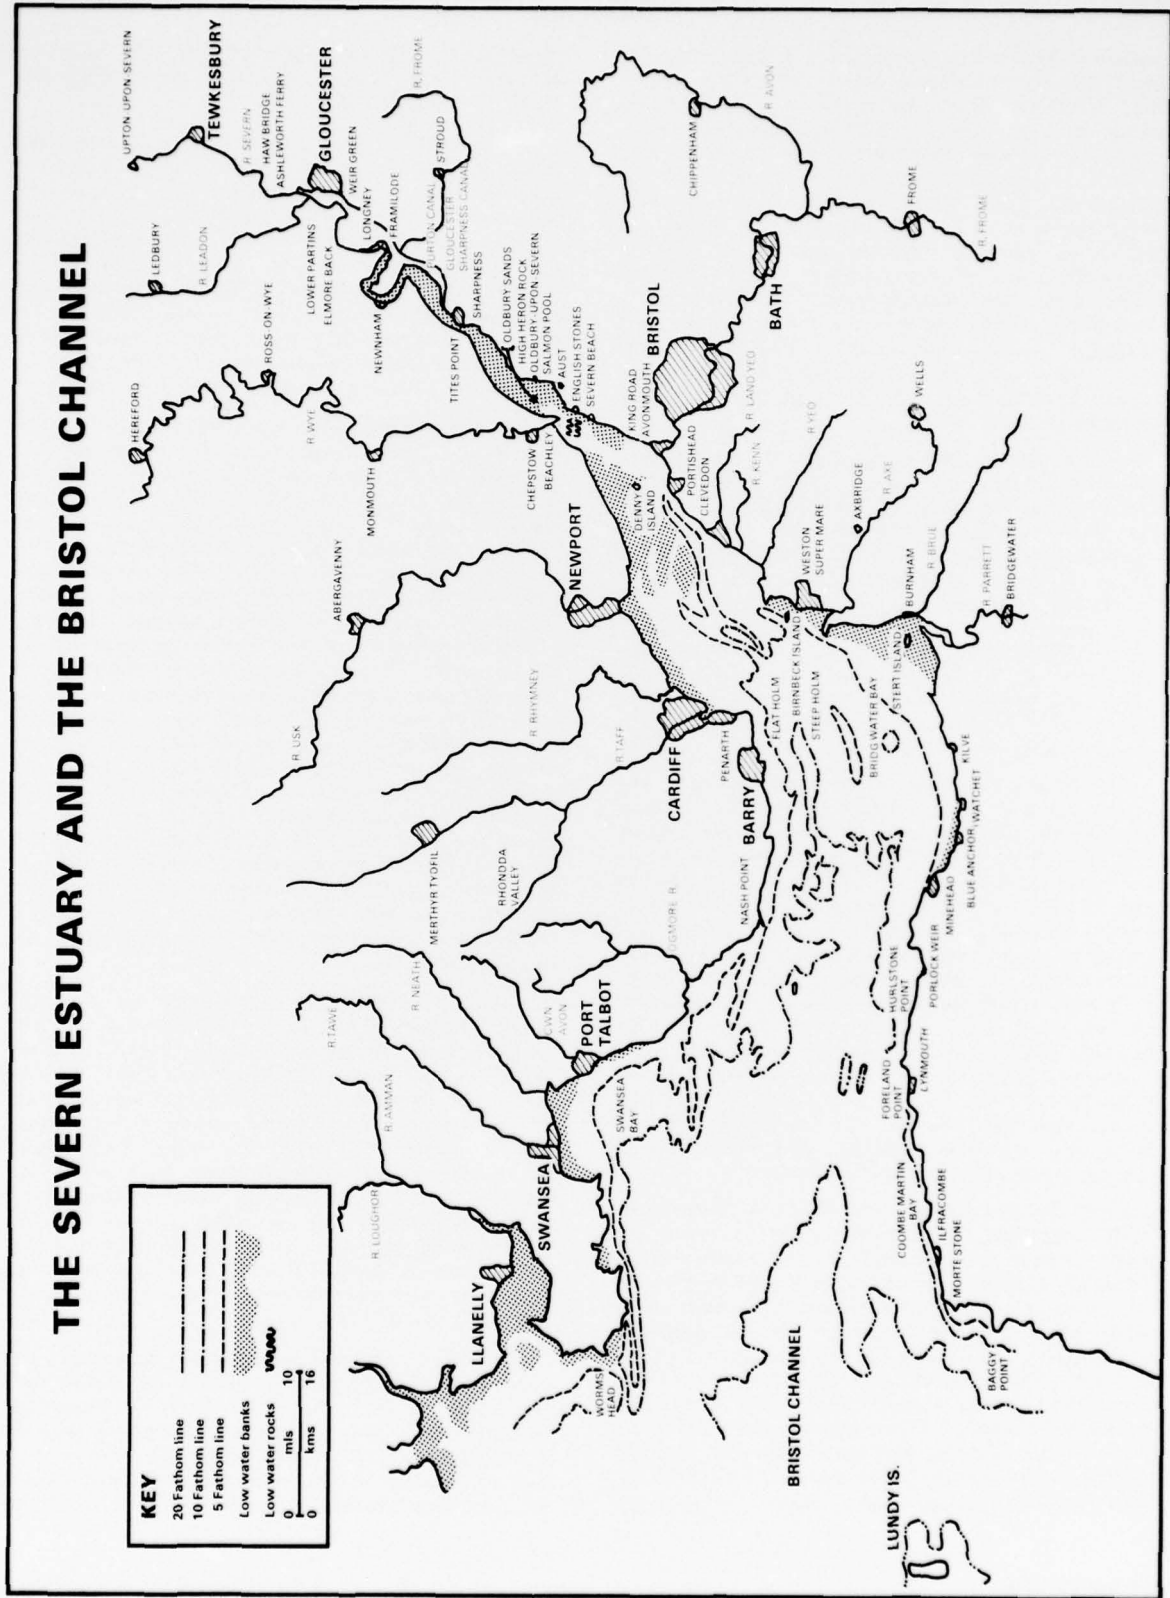 THE SEVERN ESTUARY AND THE BRISTOL CHANNEL
KEY
20 Fathom line
10 Fathom line
5 Fathom line
Low water banks
Low water rocks
0 mls 10
0 kms 16
UPTON UPON SEVERN
TEWKESBURY
R. SEVERN
HAW BRIDGE
ASHLEWORTH FERRY
GLOUCESTER
WEIR GREEN
LONGNEY
FRAMILODE
R. FROME
STROUD
GLOUCESTER
SHARPNESS CANAL
SHARPNESS
LEDBURY
R. LEADON
LOWER PARTINS
ELMORE BACK
NEWNHAM
TITES POINT
OLDBURY SANDS
HIGH HERON ROCK
OLDBURY-UPON SEVERN
SALMON POOL
AUST
ENGLISH STONES
SEVERN BEACH
HEREFORD
ROSS-ON-WYE
R. WYE
MONMOUTH
CHEPSTOW
BEACHLEY
KING ROAD
AVONMOUTH
BRISTOL
CHIPPENHAM
R. AVON
BATH
FROME
R. FROME
ABERGAVENNY
R. USK
NEWPORT
DENNY
ISLAND
PORTISHEAD
CLEVEDON
R. LAND YEO
R. KENN
R. YEO
WELLS
AXBRIDGE
R. AXE
WESTON
SUPER MARE
BURNHAM
R. BRUE
R. PARRETT
BRIDGEWATER
R. RHYMNEY
R. TAFF
CARDIFF
PENARTH
BARRY
FLAT HOLM
BIRNBECK ISLAND
STEEP HOLM
BRIDGWATER BAY
STERT ISLAND
KILVE
WATCHET
BLUE ANCHOR
MINEHEAD
MERTHYR TYDFIL
RHONDDA
VALLEY
OGMORE R.
NASH POINT
HURLSTONE
POINT
PORLOCK WEIR
R. TAWE
R. NEATH
CWN
AVON
PORT
TALBOT
R. AMMAN
R. LOUGHOR
SWANSEA
SWANSEA
BAY
FORELAND
POINT
LYNMOUTH
LLANELLY
WORMS
HEAD
BRISTOL CHANNEL
COOMBE MARTIN
BAY
ILFRACOMBE
MORTE STONE
BAGGY
POINT
LUNDY IS.